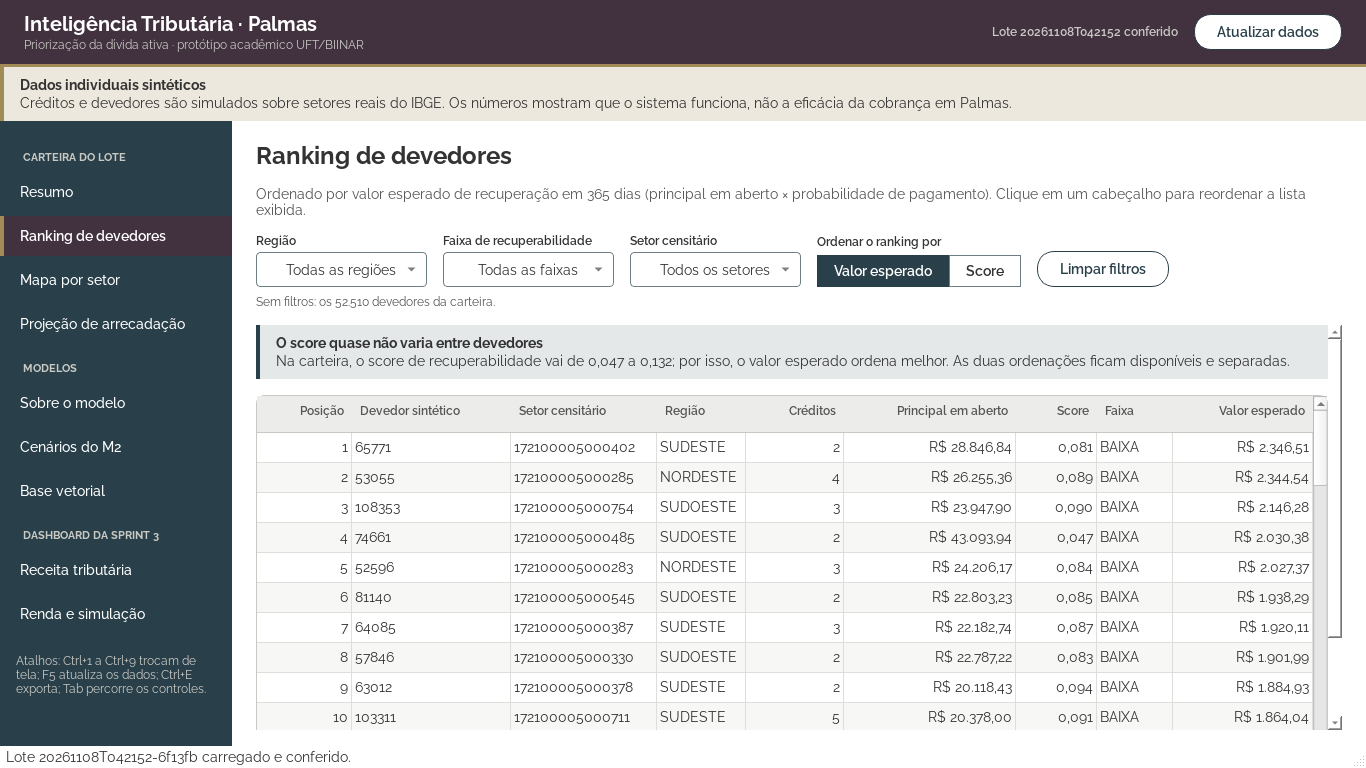 Inteligência Tributária · Palmas
Priorização da dívida ativa · protótipo acadêmico UFT/BIINAR
Lote 20261108T042152 conferido
Atualizar dados
Dados individuais sintéticos
Créditos e devedores são simulados sobre setores reais do IBGE. Os números mostram que o sistema funciona, não a eficácia da cobrança em Palmas.
CARTEIRA DO LOTE
Resumo
Ranking de devedores
Mapa por setor
Projeção de arrecadação
MODELOS
Sobre o modelo
Cenários do M2
Base vetorial
DASHBOARD DA SPRINT 3
Receita tributária
Renda e simulação
Atalhos: Ctrl+1 a Ctrl+9 trocam de
tela; F5 atualiza os dados; Ctrl+E
exporta; Tab percorre os controles.
Ranking de devedores
Ordenado por valor esperado de recuperação em 365 dias (principal em aberto × probabilidade de pagamento). Clique em um cabeçalho para reordenar a lista
exibida.
Região
Faixa de recuperabilidade
Setor censitário
Ordenar o ranking por
Todas as regiões
Todas as faixas
Todos os setores
Valor esperado
Score
Limpar filtros
Sem filtros: os 52.510 devedores da carteira.
O score quase não varia entre devedores
Na carteira, o score de recuperabilidade vai de 0,047 a 0,132; por isso, o valor esperado ordena melhor. As duas ordenações ficam disponíveis e separadas.
Posição Devedor sintético Setor censitário Região Créditos Principal em aberto Score Faixa Valor esperado
1 65771 172100005000402 SUDESTE 2 R$ 28.846,84 0,081 BAIXA R$ 2.346,51
2 53055 172100005000285 NORDESTE 4 R$ 26.255,36 0,089 BAIXA R$ 2.344,54
3 108353 172100005000754 SUDOESTE 3 R$ 23.947,90 0,090 BAIXA R$ 2.146,28
4 74661 172100005000485 SUDOESTE 2 R$ 43.093,94 0,047 BAIXA R$ 2.030,38
5 52596 172100005000283 NORDESTE 3 R$ 24.206,17 0,084 BAIXA R$ 2.027,37
6 81140 172100005000545 SUDOESTE 2 R$ 22.803,23 0,085 BAIXA R$ 1.938,29
7 64085 172100005000387 SUDESTE 3 R$ 22.182,74 0,087 BAIXA R$ 1.920,11
8 57846 172100005000330 SUDOESTE 2 R$ 22.787,22 0,083 BAIXA R$ 1.901,99
9 63012 172100005000378 SUDESTE 2 R$ 20.118,43 0,094 BAIXA R$ 1.884,93
10 103311 172100005000711 SUDESTE 5 R$ 20.378,00 0,091 BAIXA R$ 1.864,04
Lote 20261108T042152-6f13fb carregado e conferido.